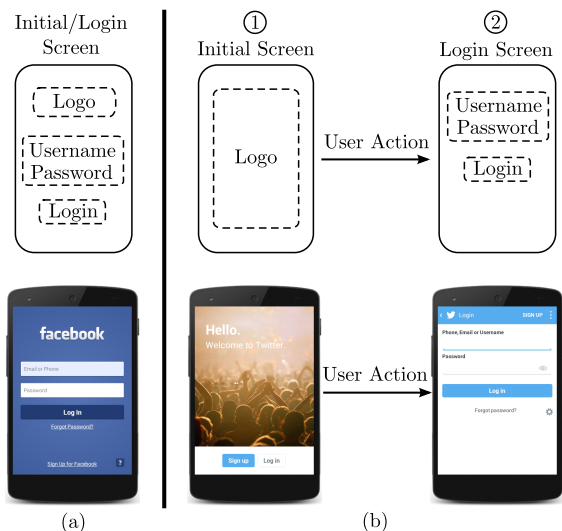 Initial/Login
Screen
Logo
Username
Password
Login
1
Initial Screen
Logo
User Action
2
Login Screen
Username
Password
Login
facebook
Email or Phone
Password
Log In
Forgot Password?
Sign Up for Facebook
?
(a)
Hello.
Welcome to Twitter.
Sign up
Log in
User Action
Login
SIGN UP
Phone, Email or Username
Password
Log in
Forgot password?
(b)